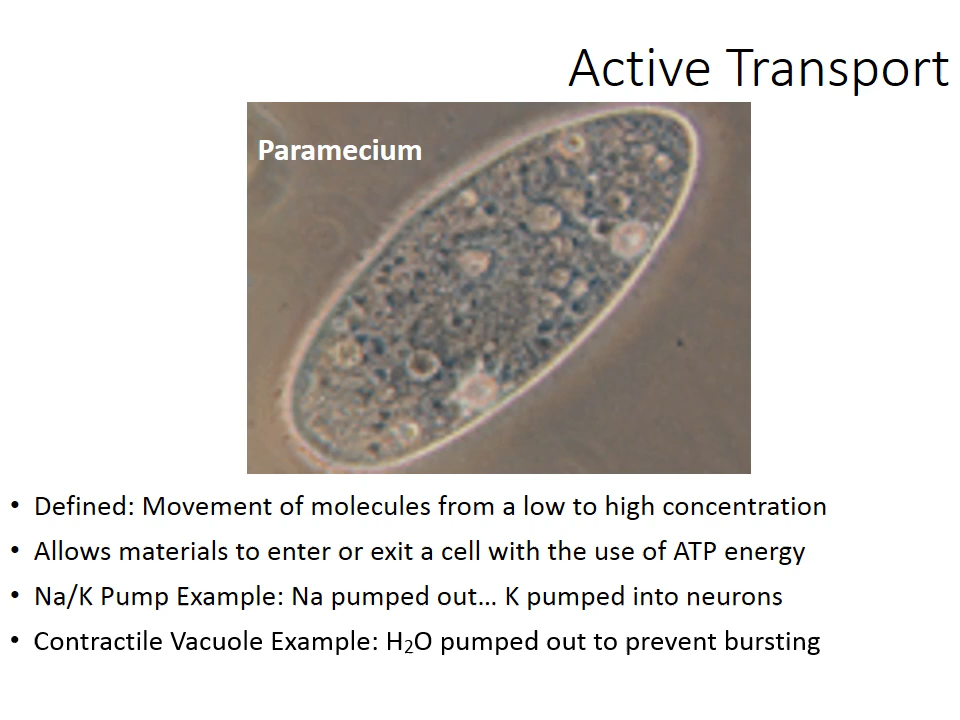 Active Transport
Paramecium
• Defined: Movement of molecules from a low to high concentration
• Allows materials to enter or exit a cell with the use of ATP energy
• Na/K Pump Example: Na pumped out… K pumped into neurons
• Contractile Vacuole Example: H₂O pumped out to prevent bursting